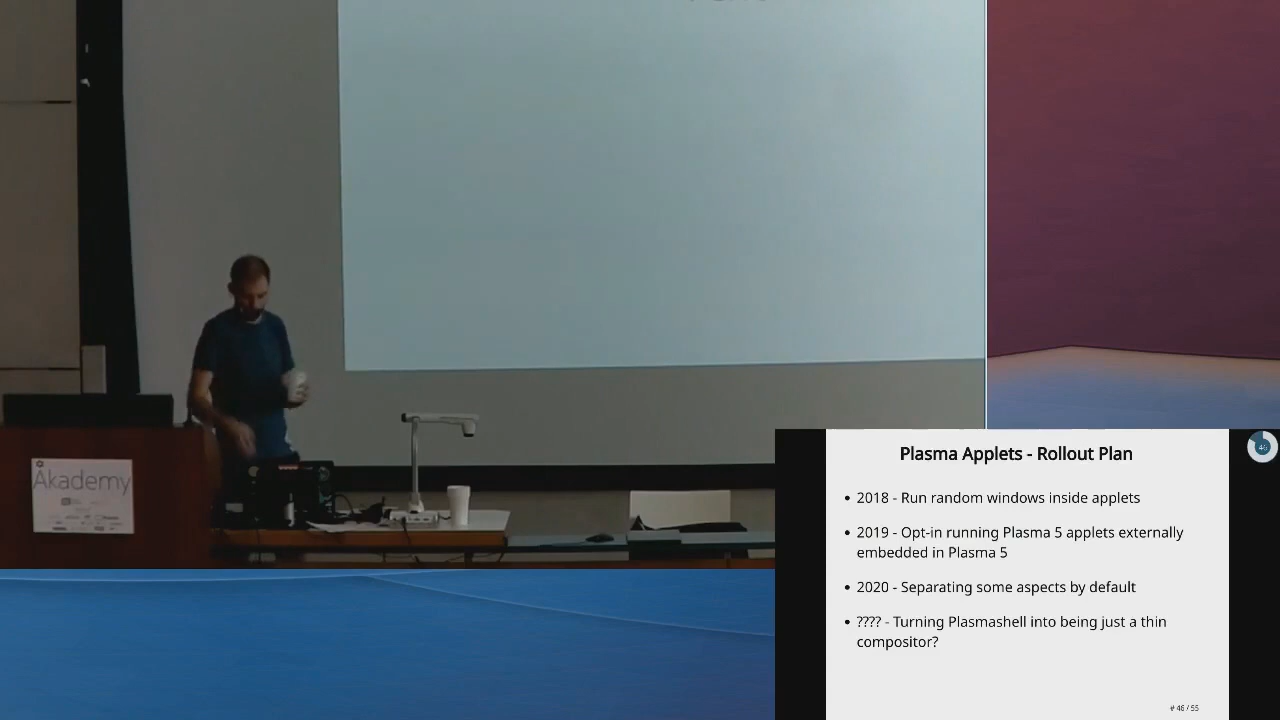 Akademy
Plasma Applets - Rollout Plan
46
• 2018 - Run random windows inside applets
• 2019 - Opt-in running Plasma 5 applets externally
embedded in Plasma 5
• 2020 - Separating some aspects by default
• ???? - Turning Plasmashell into being just a thin
compositor?
# 46 / 55